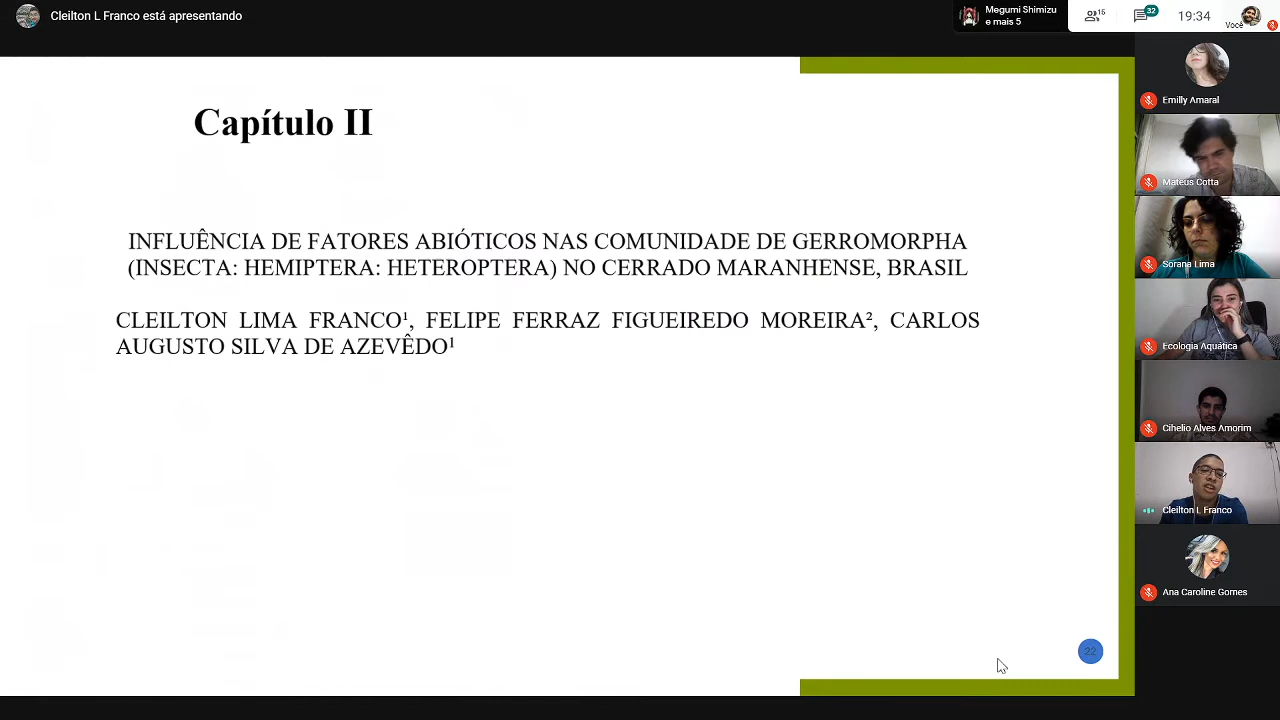 Cleilton L Franco está apresentando
Megumi Shimizu
e mais 5
15
32
19:34
Você
Capítulo II
INFLUÊNCIA DE FATORES ABIÓTICOS NAS COMUNIDADE DE GERROMORPHA
(INSECTA: HEMIPTERA: HETEROPTERA) NO CERRADO MARANHENSE, BRASIL
CLEILTON LIMA FRANCO¹, FELIPE FERRAZ FIGUEIREDO MOREIRA², CARLOS
AUGUSTO SILVA DE AZEVÊDO¹
22
Emilly Amaral
Mateus Cotta
Sorana Lima
Ecologia Aquática
Cihelio Alves Amorim
Cleilton L Franco
Ana Caroline Gomes